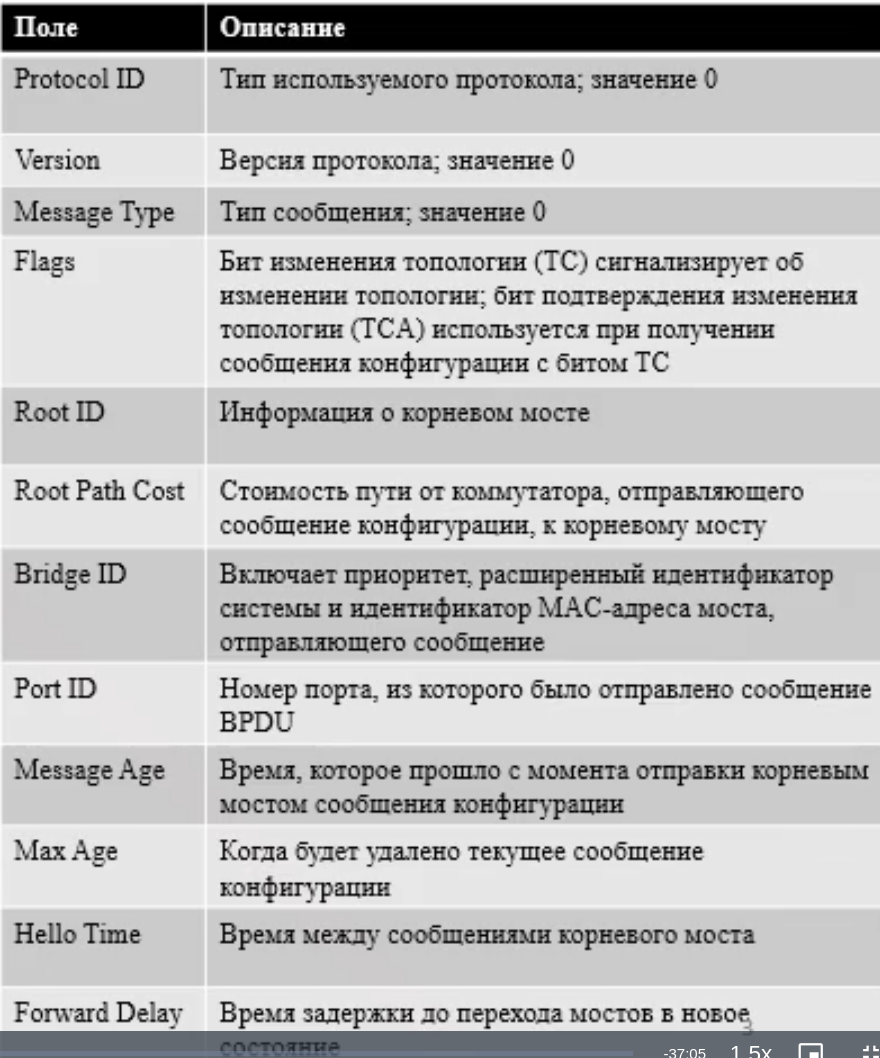 Поле Описание
Protocol ID Тип используемого протокола; значение 0
Version Версия протокола; значение 0
Message Type Тип сообщения; значение 0
Flags Бит изменения топологии (TC) сигнализирует об
изменении топологии; бит подтверждения изменения
топологии (TCA) используется при получении
сообщения конфигурации с битом TC
Root ID Информация о корневом мосте
Root Path Cost Стоимость пути от коммутатора, отправляющего
сообщение конфигурации, к корневому мосту
Bridge ID Включает приоритет, расширенный идентификатор
системы и идентификатор MAC-адреса моста,
отправляющего сообщение
Port ID Номер порта, из которого было отправлено сообщение
BPDU
Message Age Время, которое прошло с момента отправки корневым
мостом сообщения конфигурации
Max Age Когда будет удалено текущее сообщение
конфигурации
Hello Time Время между сообщениями корневого моста
Forward Delay Время задержки до перехода мостов в новое
3
состояние
-37:05 1.5x